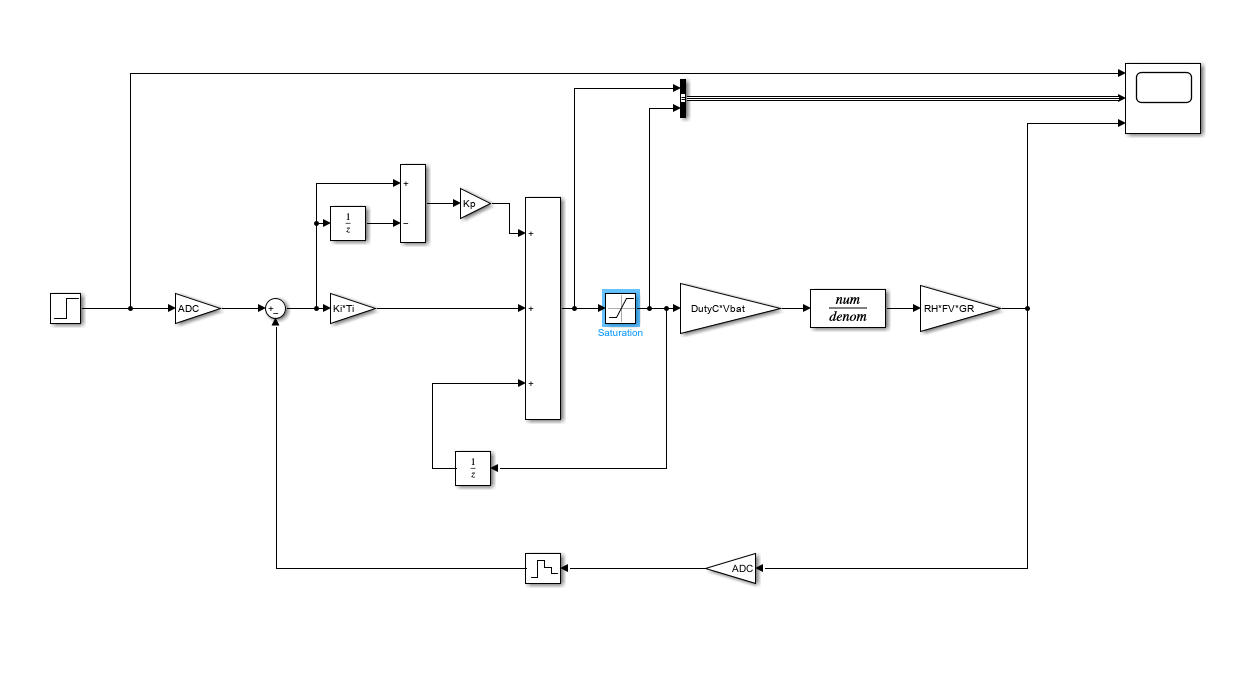 +
Kp
1
z
−
+
ADC
+
−
Ki*Ti
+
DutyC*Vbat
num
denom
RH*FV*GR
Saturation
+
1
z
ADC